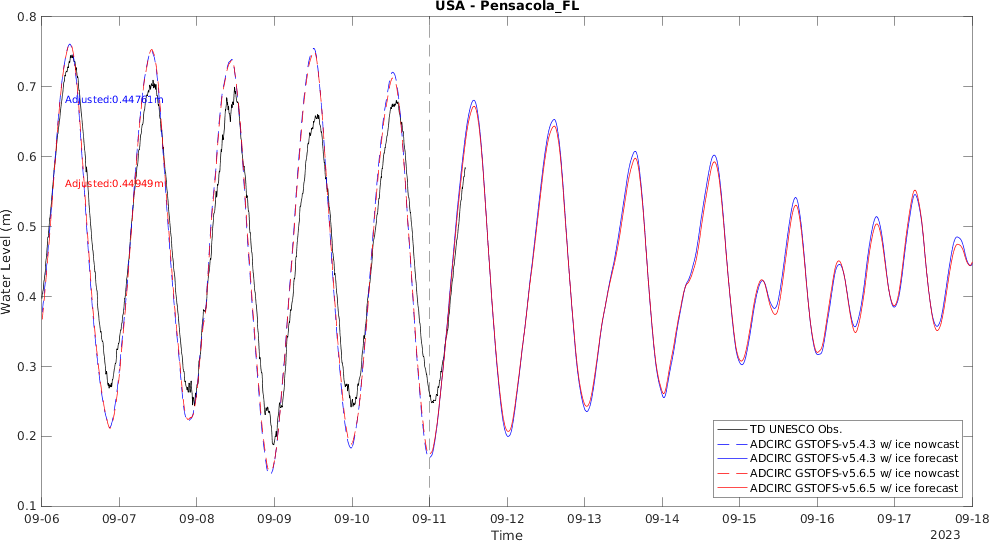 USA - Pensacola_FL
0.8
0.7
0.6
0.5
0.4
0.3
0.2
0.1
Water Level (m)
Adjusted:0.44761m
Adjusted:0.44949m
TD UNESCO Obs.
ADCIRC GSTOFS-v5.4.3 w/ ice nowcast
ADCIRC GSTOFS-v5.4.3 w/ ice forecast
ADCIRC GSTOFS-v5.6.5 w/ ice nowcast
ADCIRC GSTOFS-v5.6.5 w/ ice forecast
09-06 09-07 09-08 09-09 09-10 09-11 09-12 09-13 09-14 09-15 09-16 09-17 09-18
Time
2023